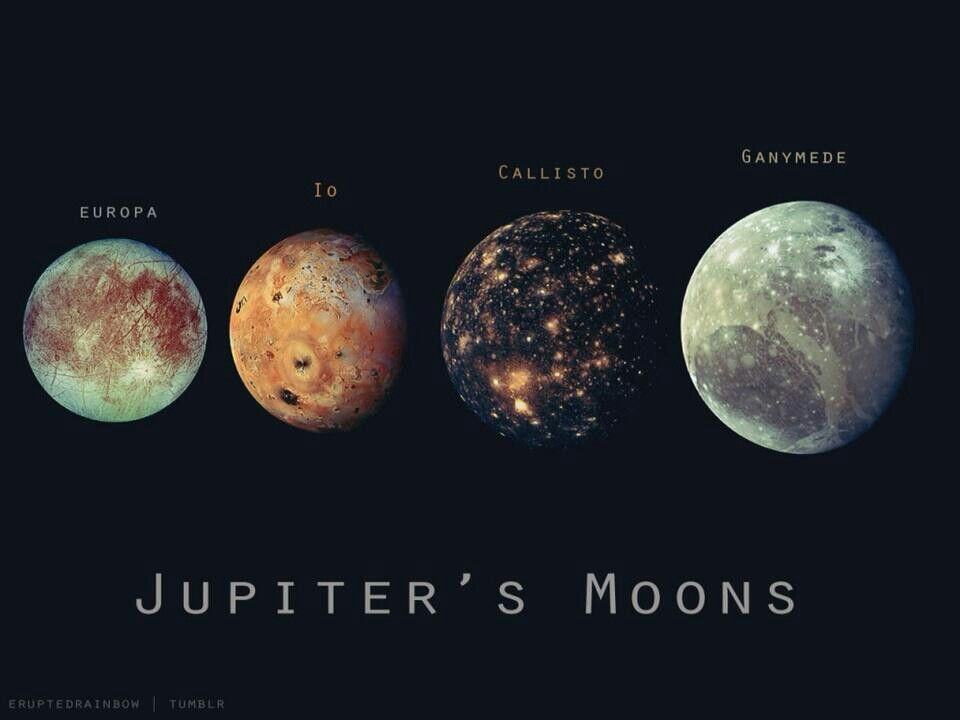 Ganymede
Callisto
Io
Europa
Jupiter's Moons
ERUPTEDRAINBOW | TUMBLR